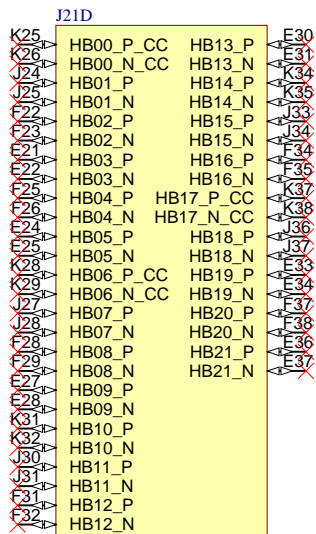 J21D
K25 HB00_P_CC HB13_P E30
K26 HB00_N_CC HB13_N E31
J24 HB01_P HB14_P K34
J25 HB01_N HB14_N K35
F22 HB02_P HB15_P J33
F23 HB02_N HB15_N J34
E21 HB03_P HB16_P F34
E22 HB03_N HB16_N F35
F25 HB04_P HB17_P_CC K37
F26 HB04_N HB17_N_CC K38
E24 HB05_P HB18_P J36
E25 HB05_N HB18_N J37
K28 HB06_P_CC HB19_P E33
K29 HB06_N_CC HB19_N E34
J27 HB07_P HB20_P F37
J28 HB07_N HB20_N F38
F28 HB08_P HB21_P E36
F29 HB08_N HB21_N E37
E27 HB09_P
E28 HB09_N
K31 HB10_P
K32 HB10_N
J30 HB11_P
J31 HB11_N
F31 HB12_P
F32 HB12_N